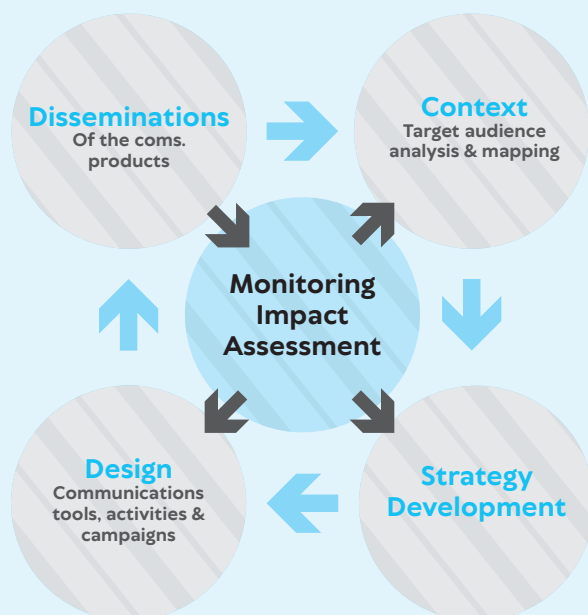 Disseminations
Of the coms.
products
Context
Target audience
analysis & mapping
Monitoring
Impact
Assessment
Design
Communications
tools, activities &
campaigns
Strategy
Development